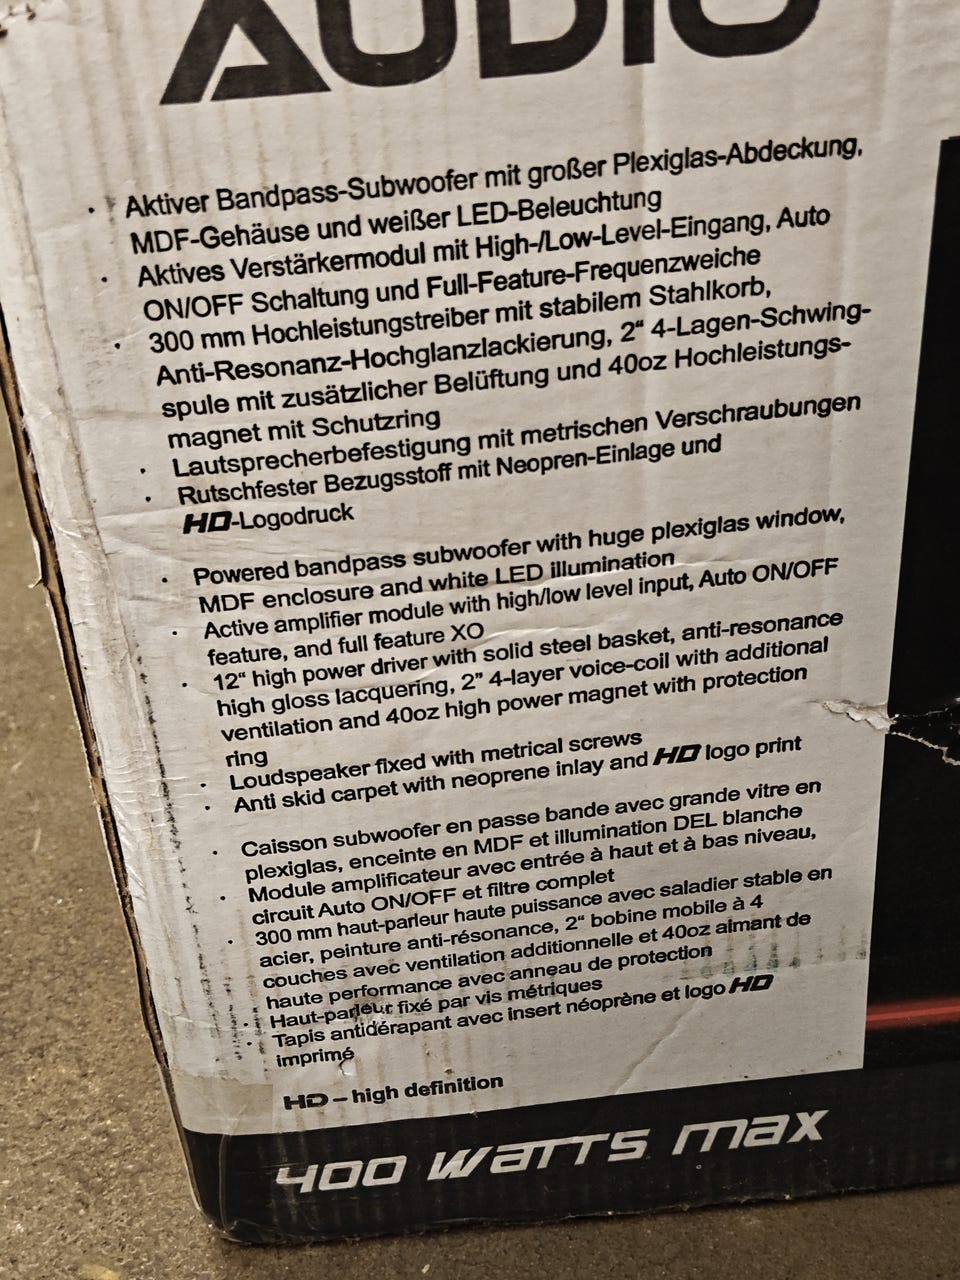 AUDIO
· Aktiver Bandpass-Subwoofer mit großer Plexiglas-Abdeckung,
MDF-Gehäuse und weißer LED-Beleuchtung
· Aktives Verstärkermodul mit High-/Low-Level-Eingang, Auto
ON/OFF Schaltung und Full-Feature-Frequenzweiche
· 300 mm Hochleistungstreiber mit stabilem Stahlkorb,
Anti-Resonanz-Hochglanzlackierung, 2“ 4-Lagen-Schwing-
spule mit zusätzlicher Belüftung und 40oz Hochleistungs-
magnet mit Schutzring
· Lautsprecherbefestigung mit metrischen Verschraubungen
· Rutschfester Bezugsstoff mit Neopren-Einlage und
HD-Logodruck
· Powered bandpass subwoofer with huge plexiglas window,
MDF enclosure and white LED illumination
· Active amplifier module with high/low level input, Auto ON/OFF
feature, and full feature XO
· 12“ high power driver with solid steel basket, anti-resonance
high gloss lacquering, 2” 4-layer voice-coil with additional
ventilation and 40oz high power magnet with protection
ring
· Loudspeaker fixed with metrical screws
· Anti skid carpet with neoprene inlay and HD logo print
· Caisson subwoofer en passe bande avec grande vitre en
plexiglas, enceinte en MDF et illumination DEL blanche
· Module amplificateur avec entrée à haut et à bas niveau,
circuit Auto ON/OFF et filtre complet
· 300 mm haut-parleur haute puissance avec saladier stable en
acier, peinture anti-résonance, 2“ bobine mobile à 4
couches avec ventilation additionnelle et 40oz aimant de
haute performance avec anneau de protection
· Haut-parleur fixé par vis métriques
· Tapis antidérapant avec insert néoprène et logo HD
imprimé
HD – high definition
400 WATTS MAX